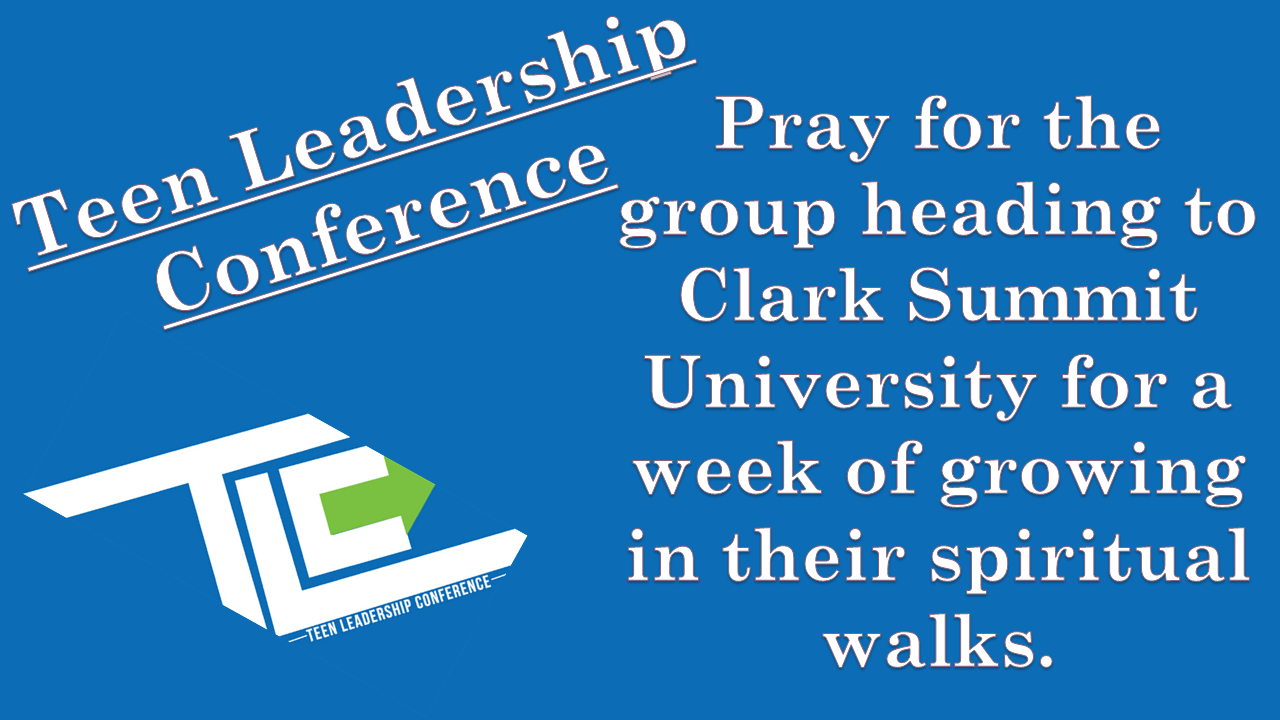 Teen Leadership
Conference
Pray for the
group heading to
Clark Summit
University for a
week of growing
in their spiritual
walks.
TLC
TEEN LEADERSHIP CONFERENCE